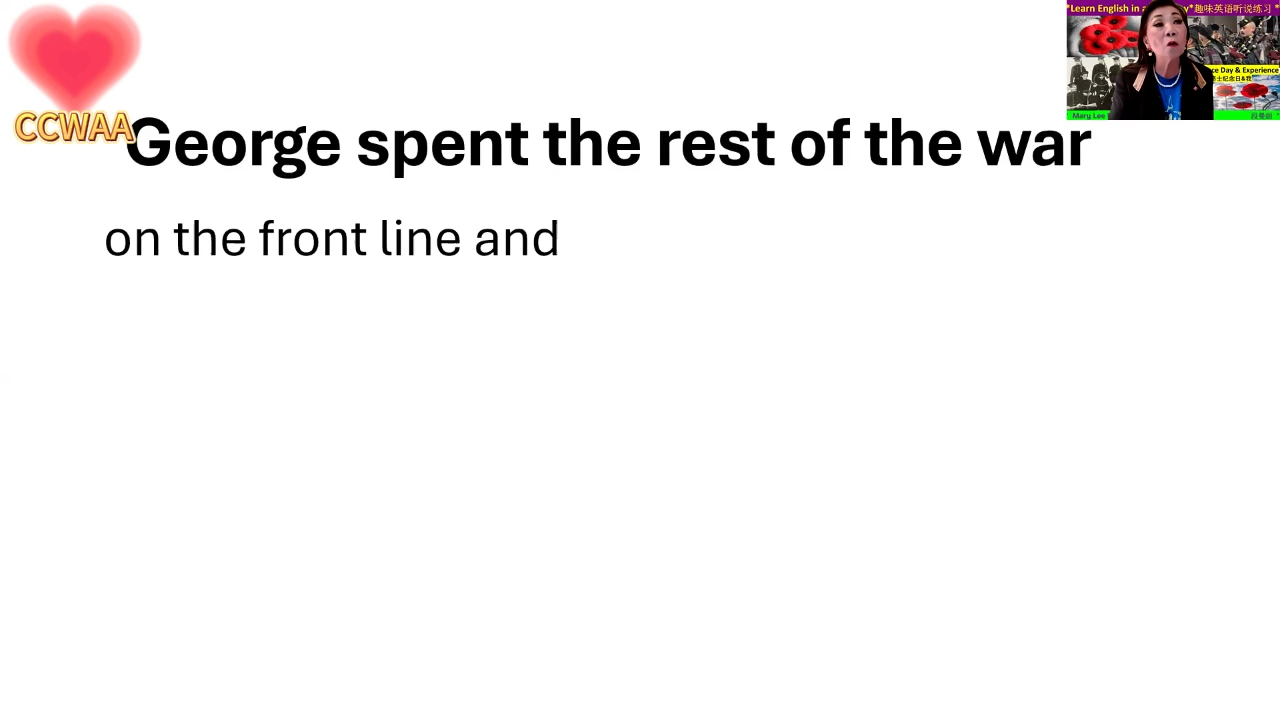 *Learn English in a
y*趣味英语听说练习 *
CCWAA
George spent the rest of the war
on the front line and
ce Day & Experience
Mary Lee